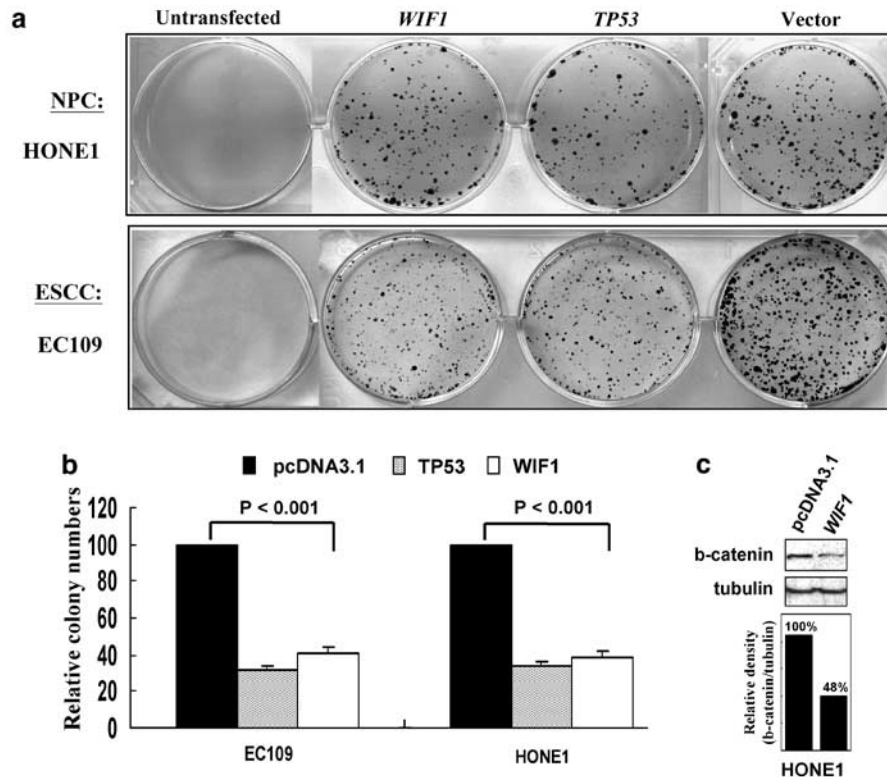 a
Untransfected WIF1 TP53 Vector
NPC:
HONE1
ESCC:
EC109
b
pcDNA3.1 TP53 WIF1
Relative colony numbers
120
100
80
60
40
20
0
P < 0.001
P < 0.001
EC109 HONE1
c
pcDNA3.1 WIF1
b-catenin
tubulin
Relative density
(b-catenin/tubulin)
100%
48%
HONE1